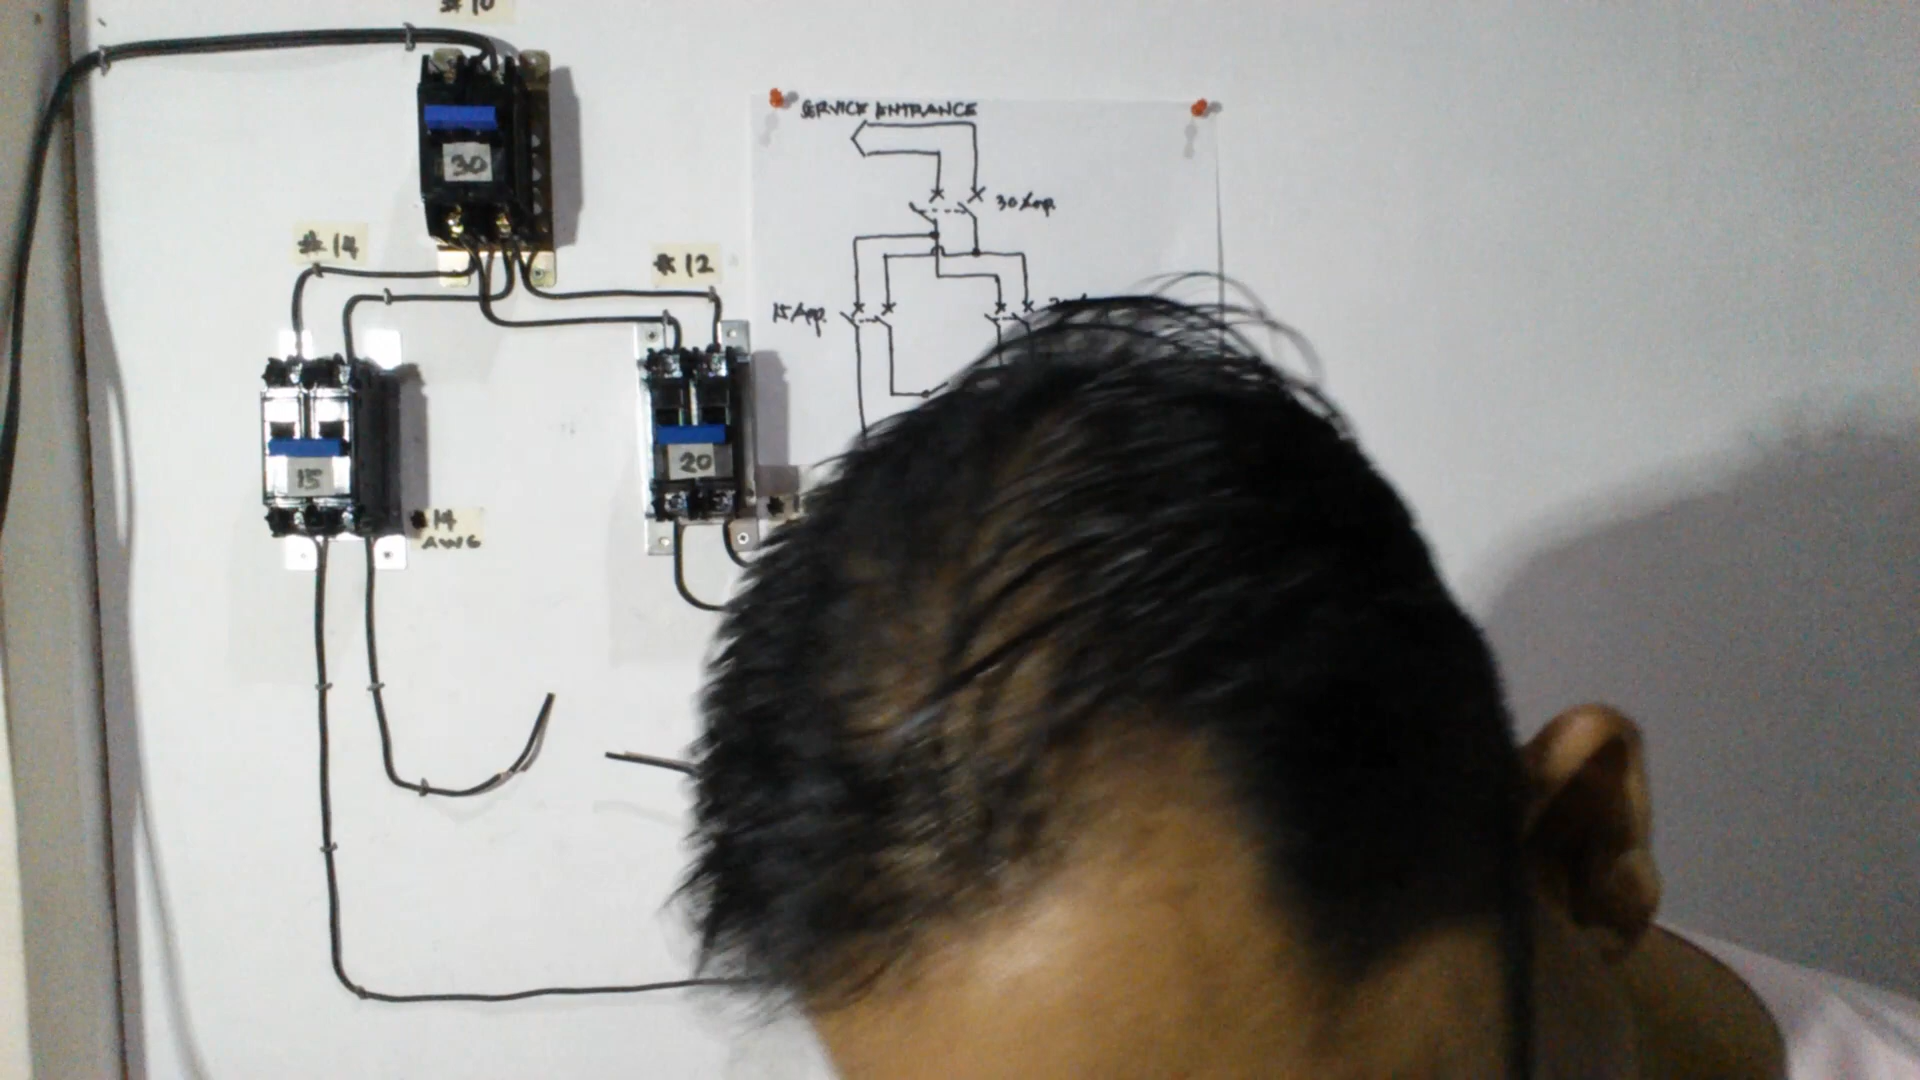 # 10
30
SERVICE ENTRANCE
30 Amp.
# 14
# 12
15 Amp.
20
15
# 14
AWG